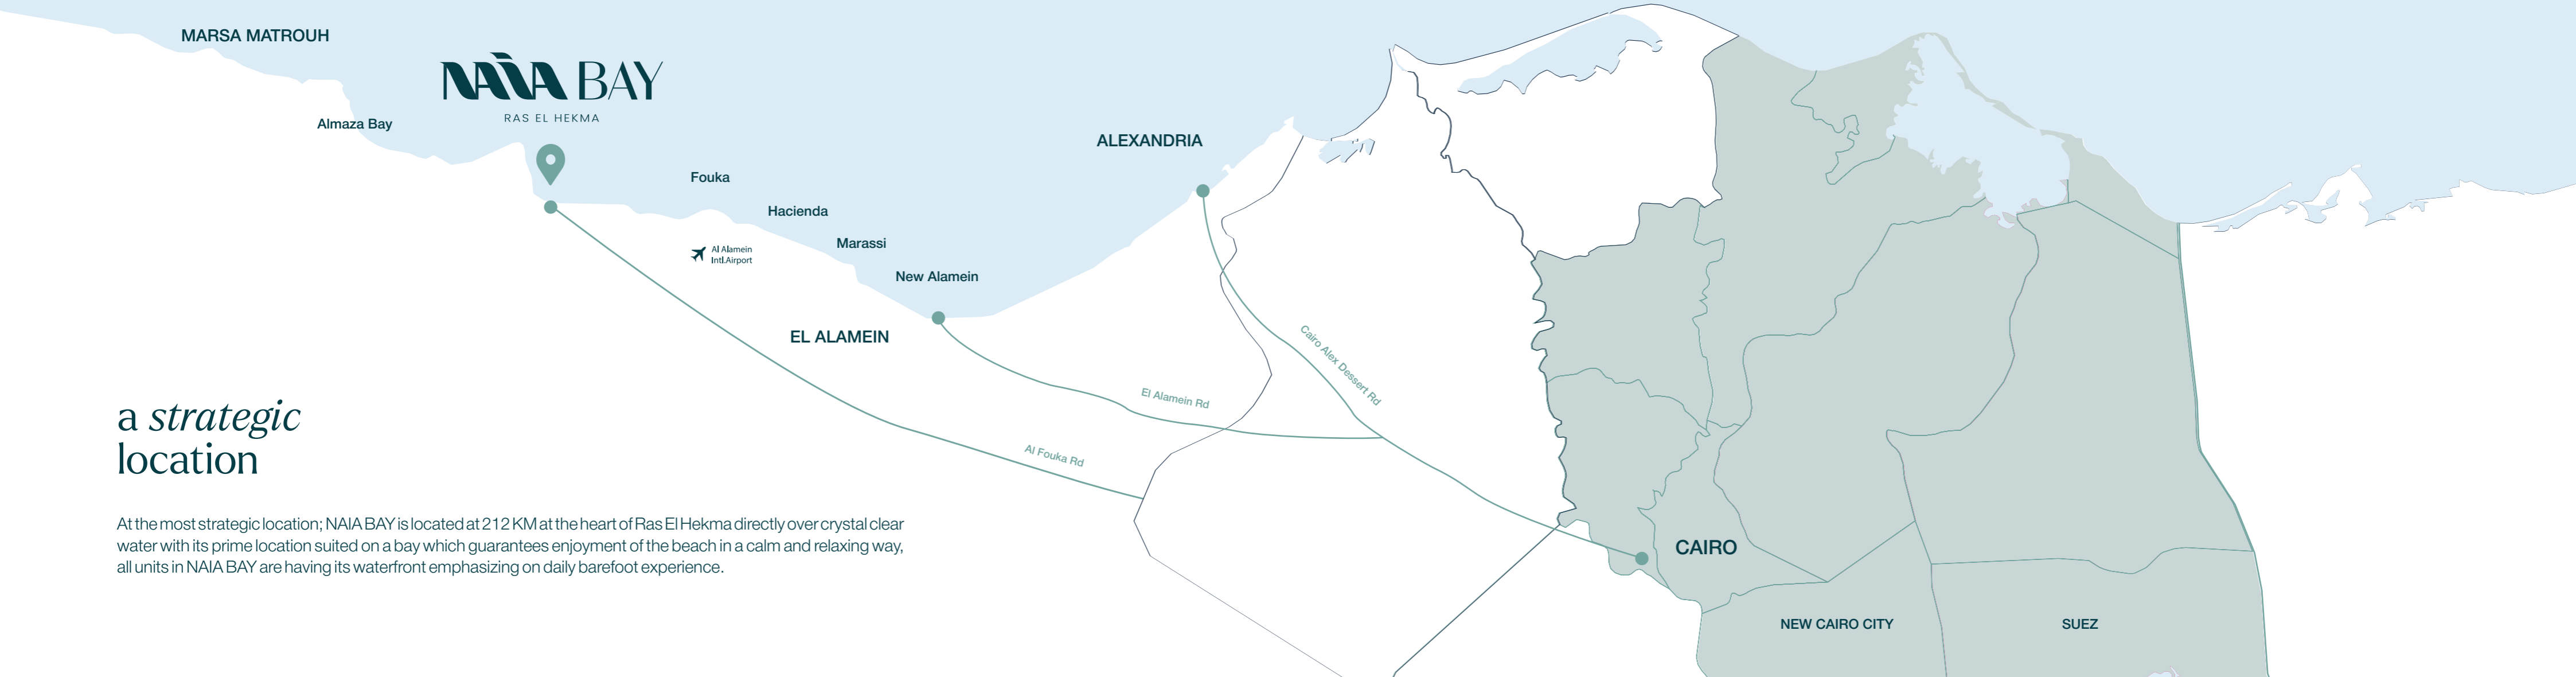 MARSA MATROUH
NAIA BAY
RAS EL HEKMA
Almaza Bay
ALEXANDRIA
Fouka
Hacienda
Marassi
Al Alamein
Intl.Airport
New Alamein
EL ALAMEIN
Cairo Alex Dessert Rd
El Alamein Rd
Al Fouka Rd
a strategic
location
At the most strategic location; NAIA BAY is located at 212 KM at the heart of Ras El Hekma directly over crystal clear
water with its prime location suited on a bay which guarantees enjoyment of the beach in a calm and relaxing way,
all units in NAIA BAY are having its waterfront emphasizing on daily barefoot experience.
CAIRO
NEW CAIRO CITY
SUEZ